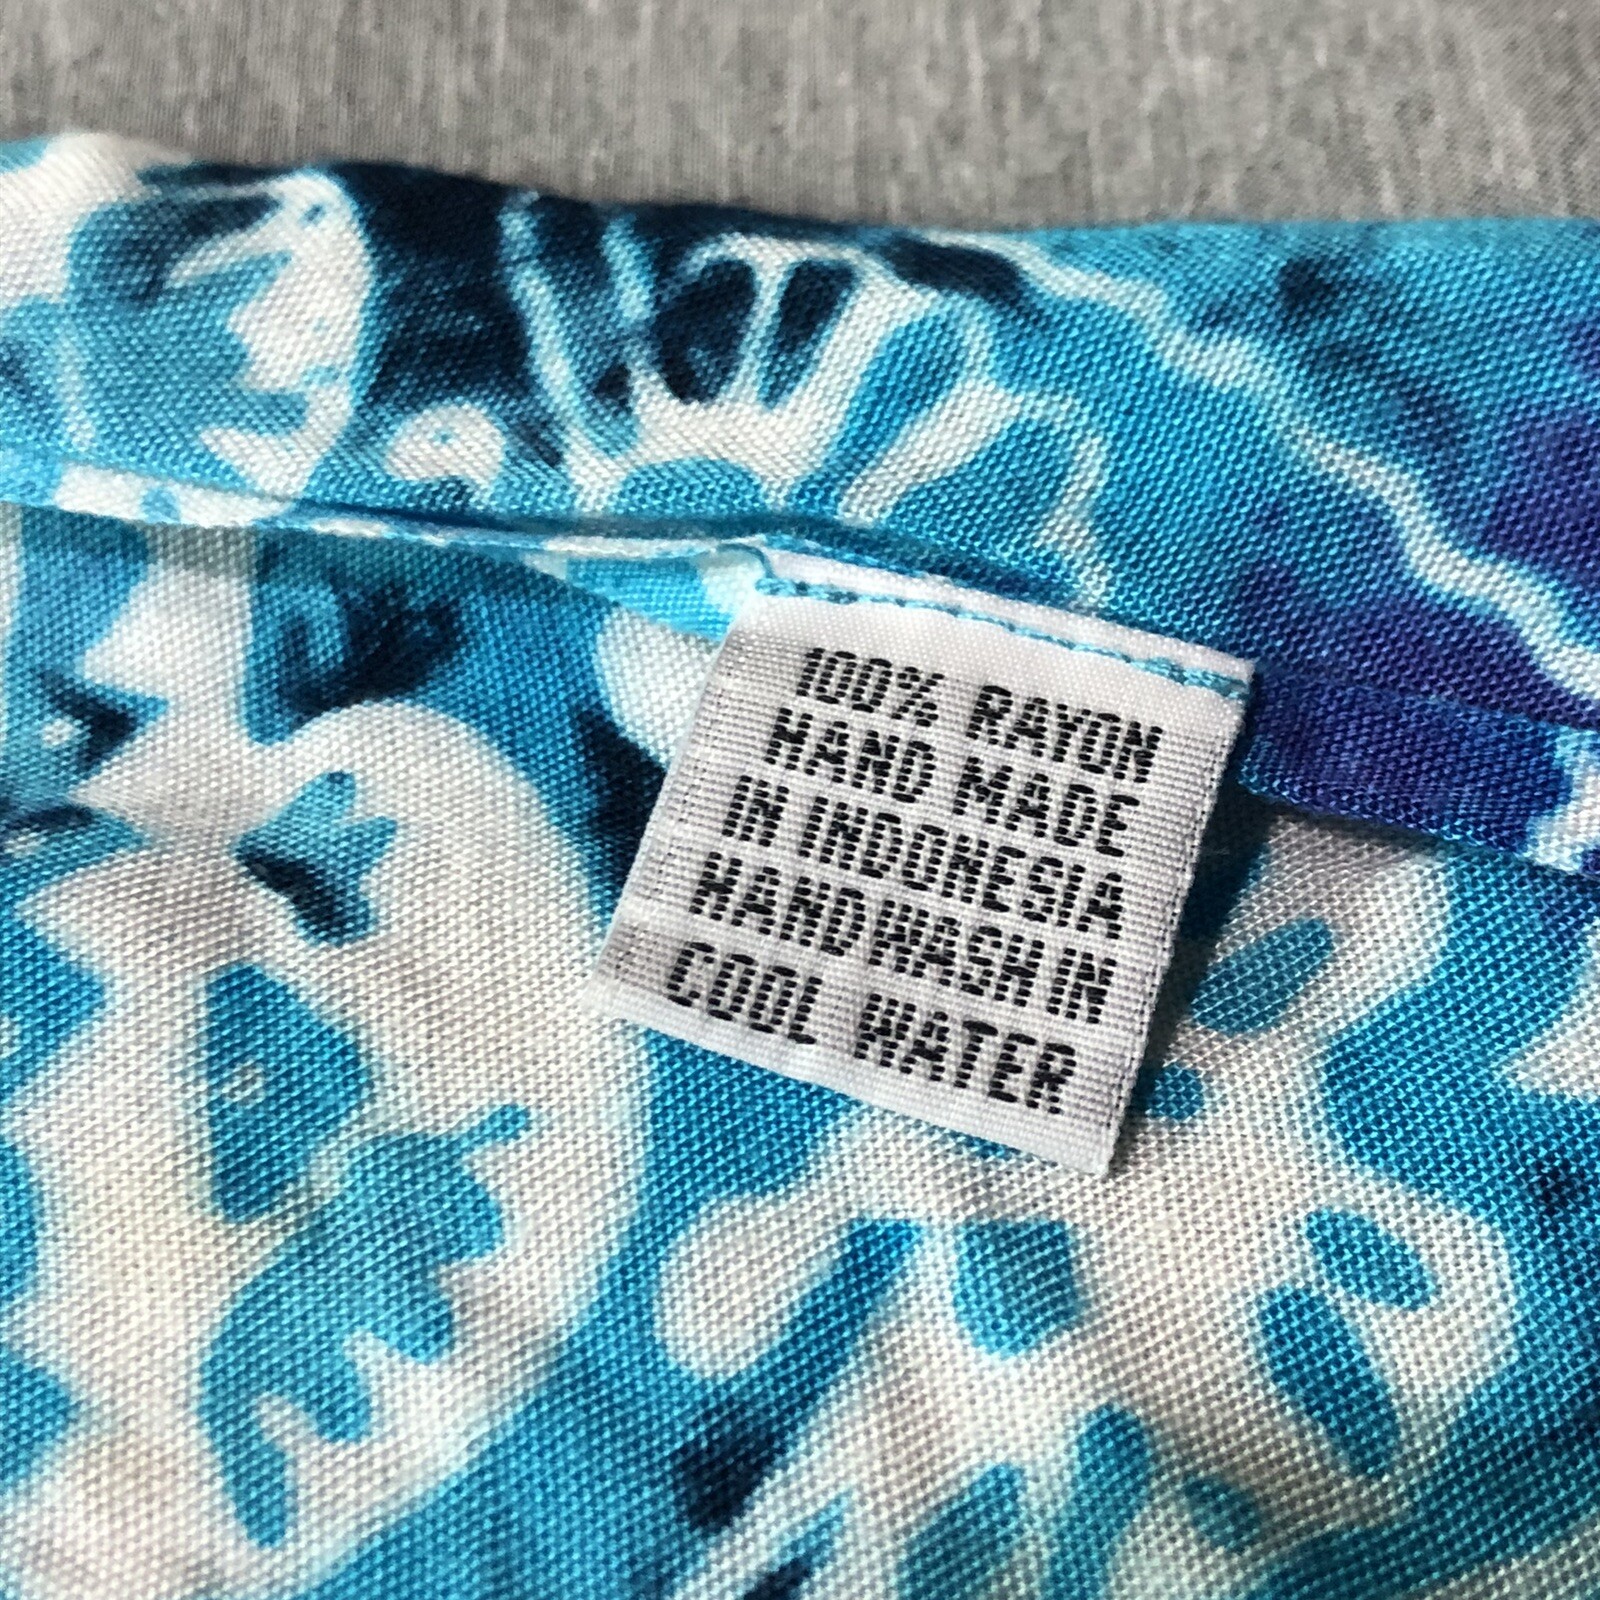 100% RAYON
HAND MADE
IN INDONESIA
HAND WASH IN
COOL WATER